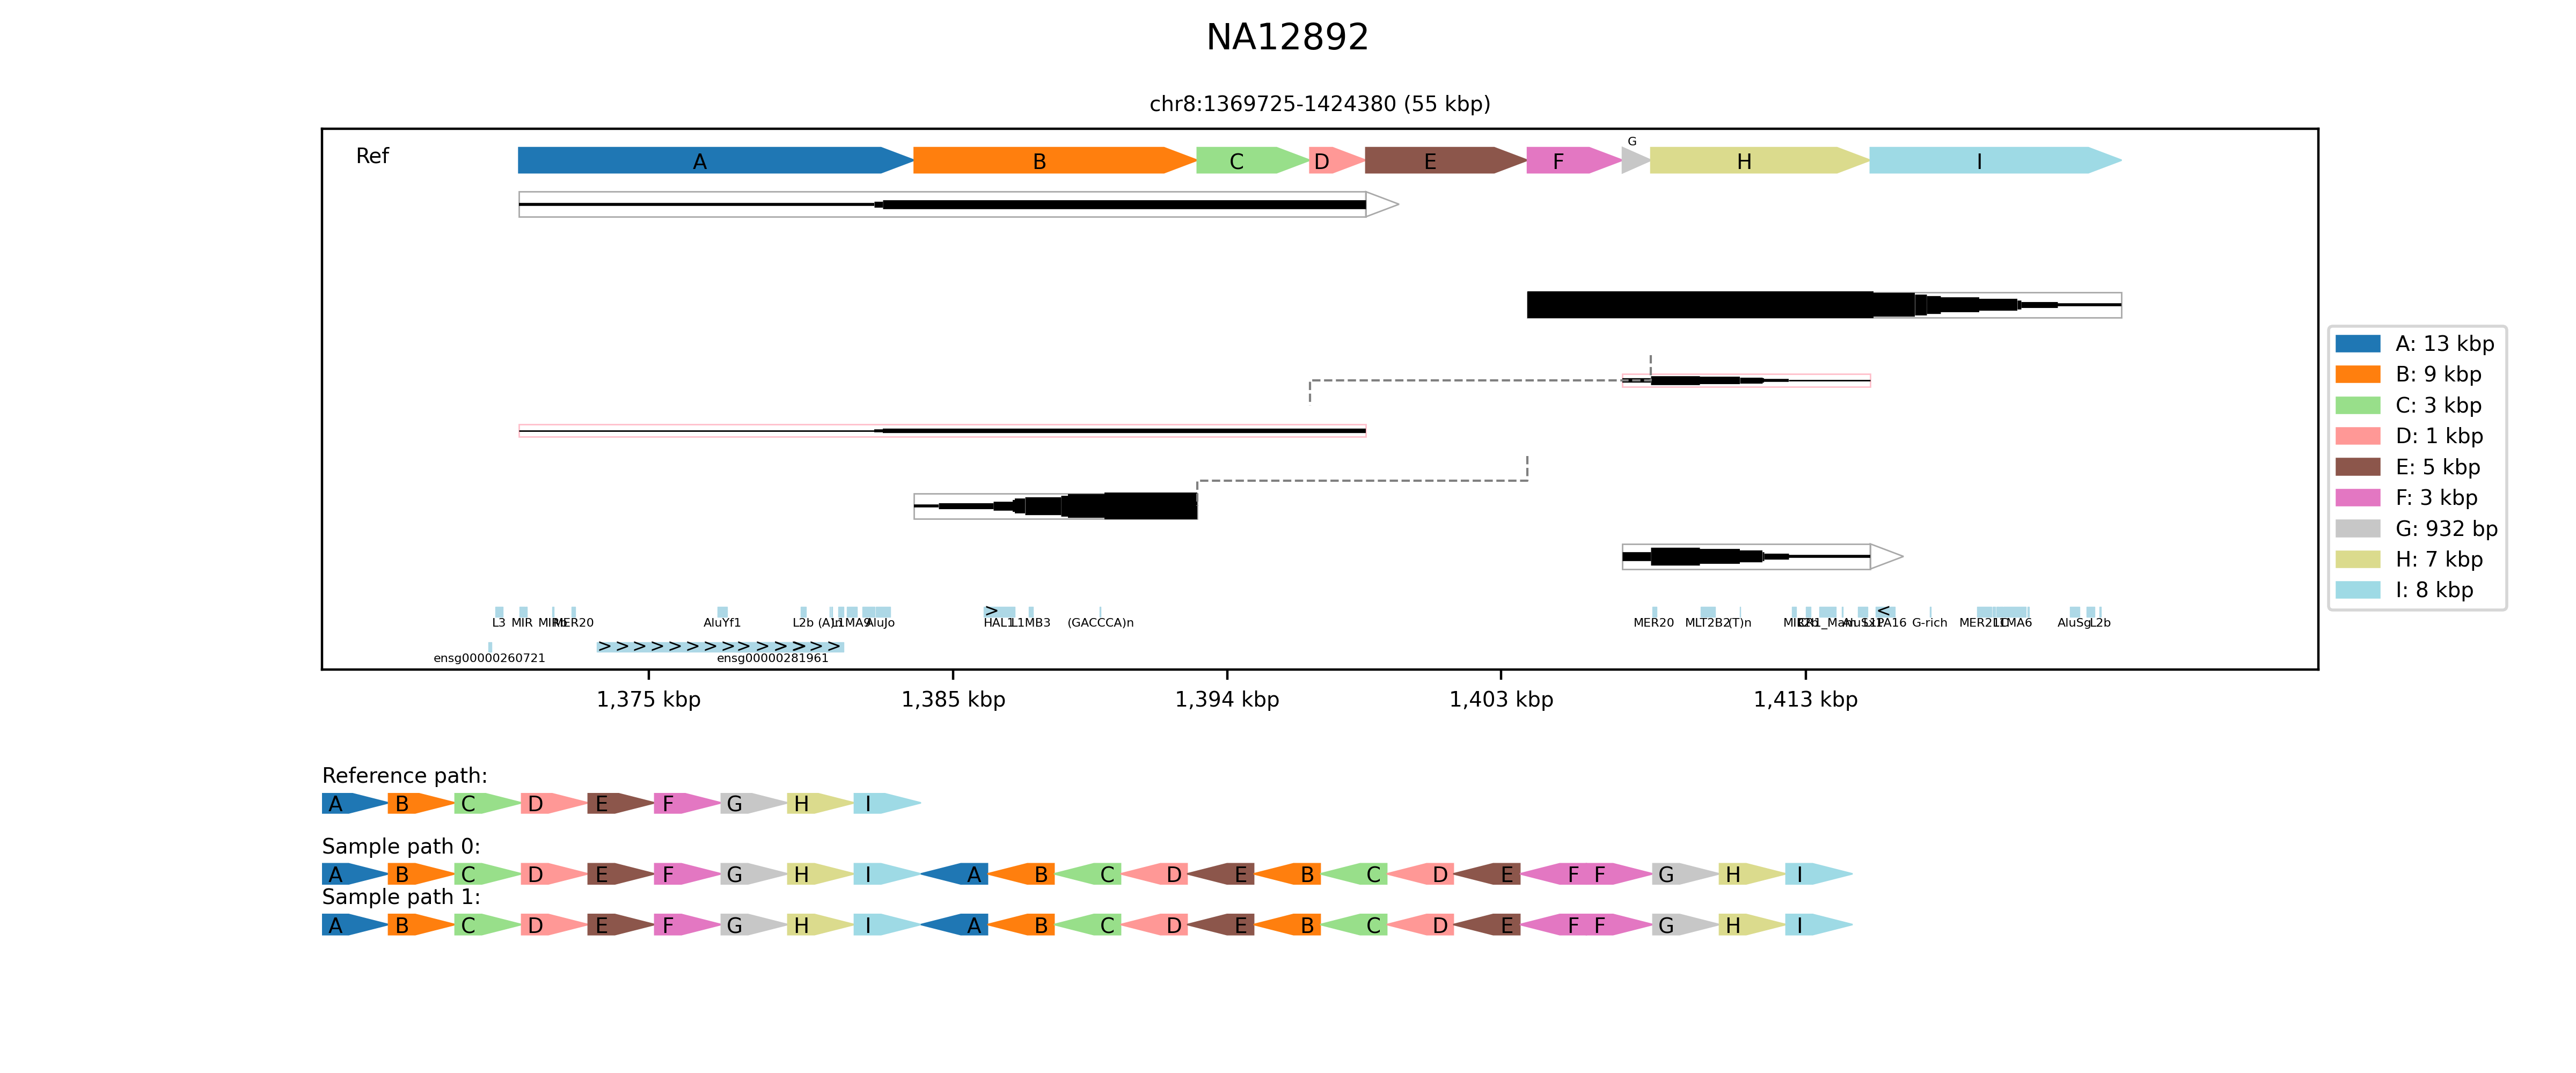 NA12892
chr8:1369725-1424380 (55 kbp)
Ref
A B C D E F G H I
A: 13 kbp
B: 9 kbp
C: 3 kbp
D: 1 kbp
E: 5 kbp
F: 3 kbp
G: 932 bp
H: 7 kbp
I: 8 kbp
> <
L3 MIR MER20 AluYf1 L2b (A)n L1MA9 AluJo HAL1 L1MB3 (GACCCA)n MER20 MLT2B2 (T)n G-rich AluSg L2b
> > > > > > > > > > > > > >
ensg00000260721 ensg00000281961
1,375 kbp 1,385 kbp 1,394 kbp 1,403 kbp 1,413 kbp
Reference path:
A B C D E F G H I
Sample path 0:
A B C D E F G H I A B C D E B C D E F F G H I
Sample path 1:
A B C D E F G H I A B C D E B C D E F F G H I